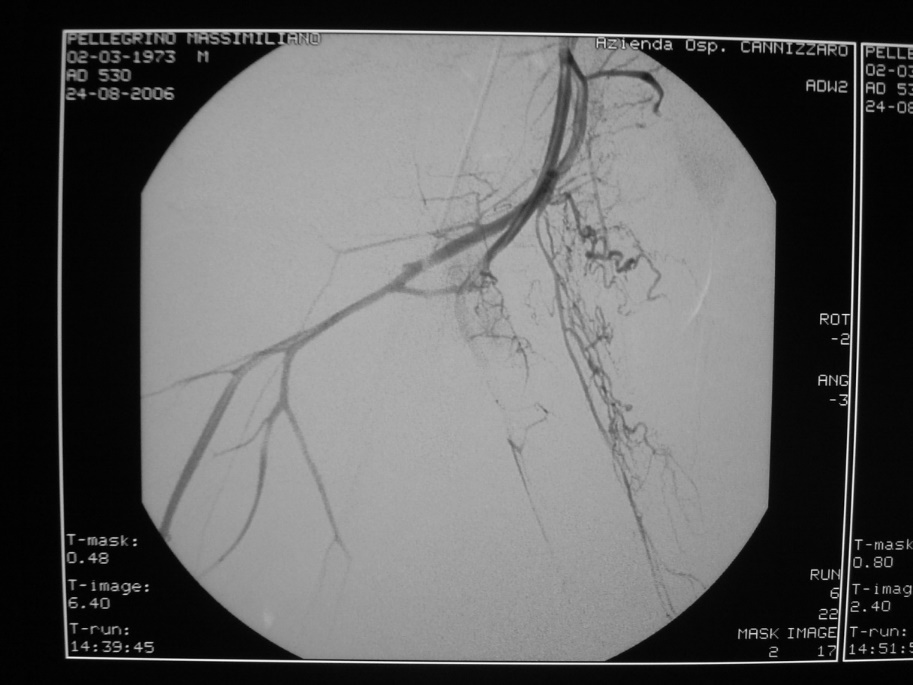 PELLEGRINO MASSIMILIANO
02-03-1973 M
AD 530
24-08-2006
Azienda Osp. CANNIZZARO
ADW2
ROT
-2
ANG
-3
T-mask:
0.48
T-image:
6.40
T-run:
14:39:45
RUN
6
22
MASK IMAGE
2 17
PELLE
02-03
AD 53
24-08
T-mask
0.80
T-imag
2.40
T-run:
14:51:5